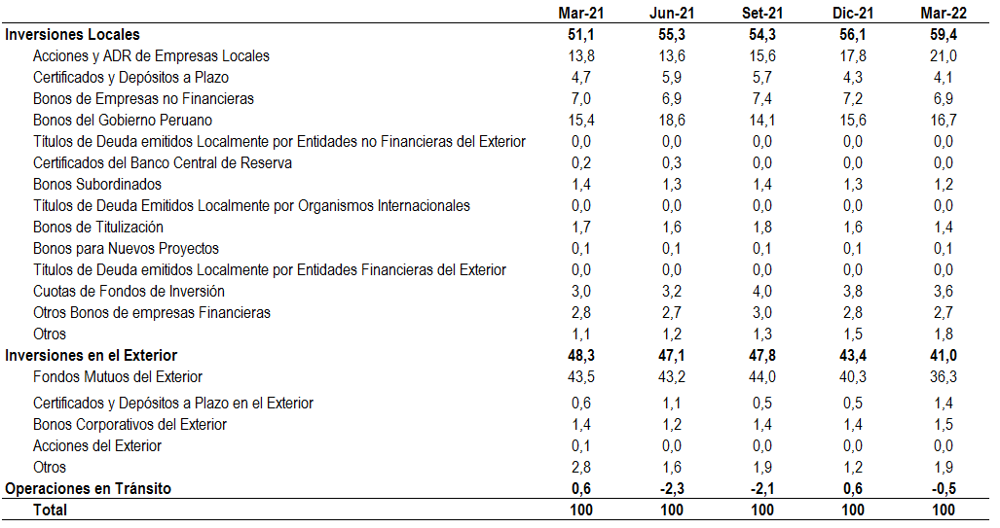 Mar-21 Jun-21 Set-21 Dic-21 Mar-22
Inversiones Locales 51,1 55,3 54,3 56,1 59,4
Acciones y ADR de Empresas Locales 13,8 13,6 15,6 17,8 21,0
Certificados y Depósitos a Plazo 4,7 5,9 5,7 4,3 4,1
Bonos de Empresas no Financieras 7,0 6,9 7,4 7,2 6,9
Bonos del Gobierno Peruano 15,4 18,6 14,1 15,6 16,7
Títulos de Deuda emitidos Localmente por Entidades no Financieras del Exterior 0,0 0,0 0,0 0,0 0,0
Certificados del Banco Central de Reserva 0,2 0,3 0,0 0,0 0,0
Bonos Subordinados 1,4 1,3 1,4 1,3 1,2
Títulos de Deuda Emitidos Localmente por Organismos Internacionales 0,0 0,0 0,0 0,0 0,0
Bonos de Titulización 1,7 1,6 1,8 1,6 1,4
Bonos para Nuevos Proyectos 0,1 0,1 0,1 0,1 0,1
Títulos de Deuda emitidos Localmente por Entidades Financieras del Exterior 0,0 0,0 0,0 0,0 0,0
Cuotas de Fondos de Inversión 3,0 3,2 4,0 3,8 3,6
Otros Bonos de empresas Financieras 2,8 2,7 3,0 2,8 2,7
Otros 1,1 1,2 1,3 1,5 1,8
Inversiones en el Exterior 48,3 47,1 47,8 43,4 41,0
Fondos Mutuos del Exterior 43,5 43,2 44,0 40,3 36,3
Certificados y Depósitos a Plazo en el Exterior 0,6 1,1 0,5 0,5 1,4
Bonos Corporativos del Exterior 1,4 1,2 1,4 1,4 1,5
Acciones del Exterior 0,1 0,0 0,0 0,0 0,0
Otros 2,8 1,6 1,9 1,2 1,9
Operaciones en Tránsito 0,6 -2,3 -2,1 0,6 -0,5
Total 100 100 100 100 100